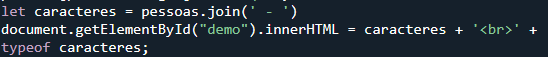 let caracteres = pessoas.join(' - ')
document.getElementById("demo").innerHTML = caracteres + '<br>' +
typeof caracteres;